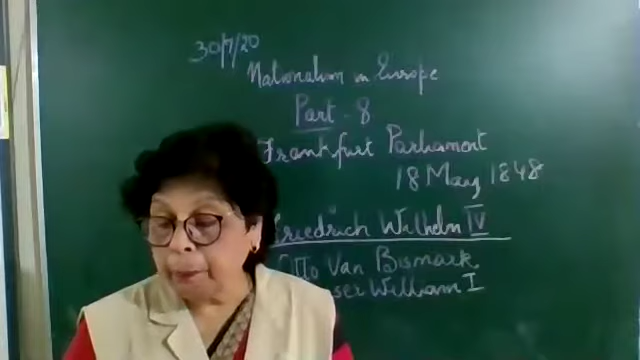 30/7/20
Nationalism in Europe
Part - 8
Frankfurt Parliament
18 May 1848
Friedrich Wilhelm IV
Otto Van Bismark
William I